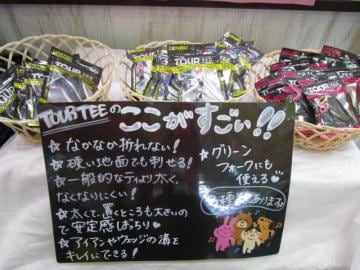 TOUR TEE
TOUR TEE
TOUR TEEの
ここがすごい!!
☆なかなか折れない!
☆硬い地面でも刺せる!
☆一般的なティより太く、
なくなりにくい!
☆太くて、置くところも大きいの
で安定感ばっちり♡
☆アイアンやウェッジの溝を
キレイにできる!
☆グリーン
フォークにも
使える♡